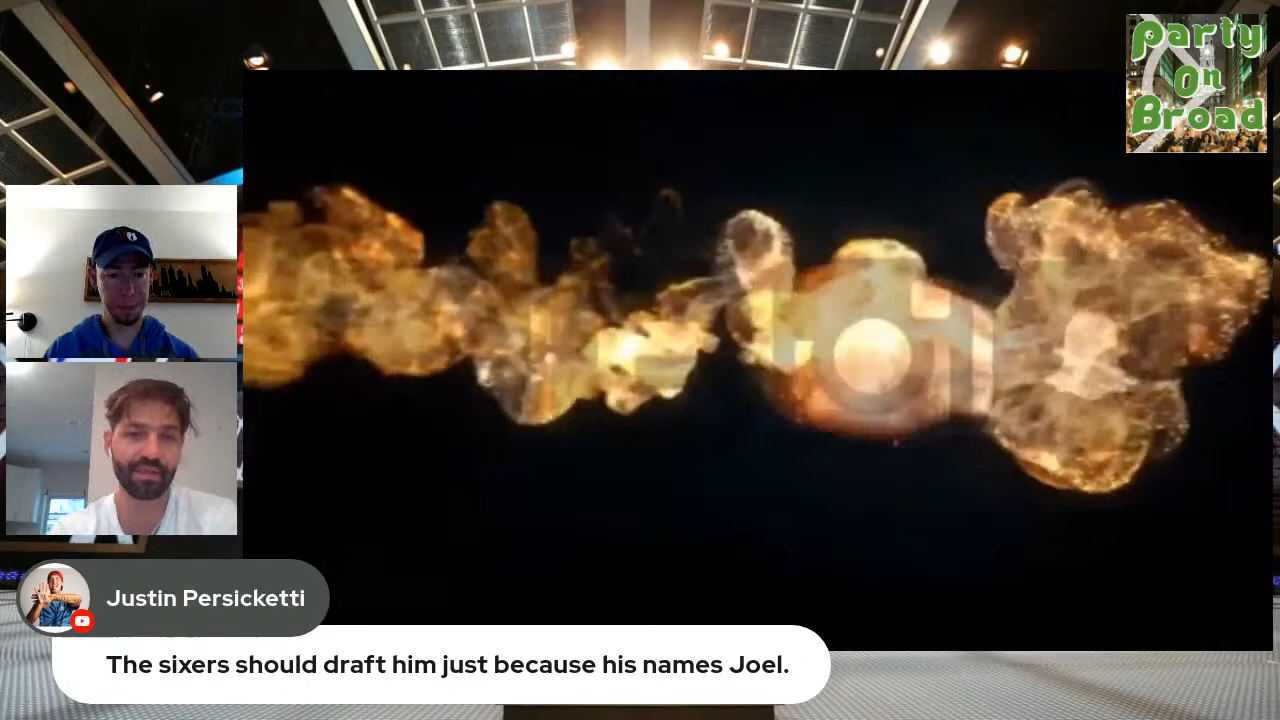 Party
On
Broad
Justin Persicketti
The sixers should draft him just because his names Joel.